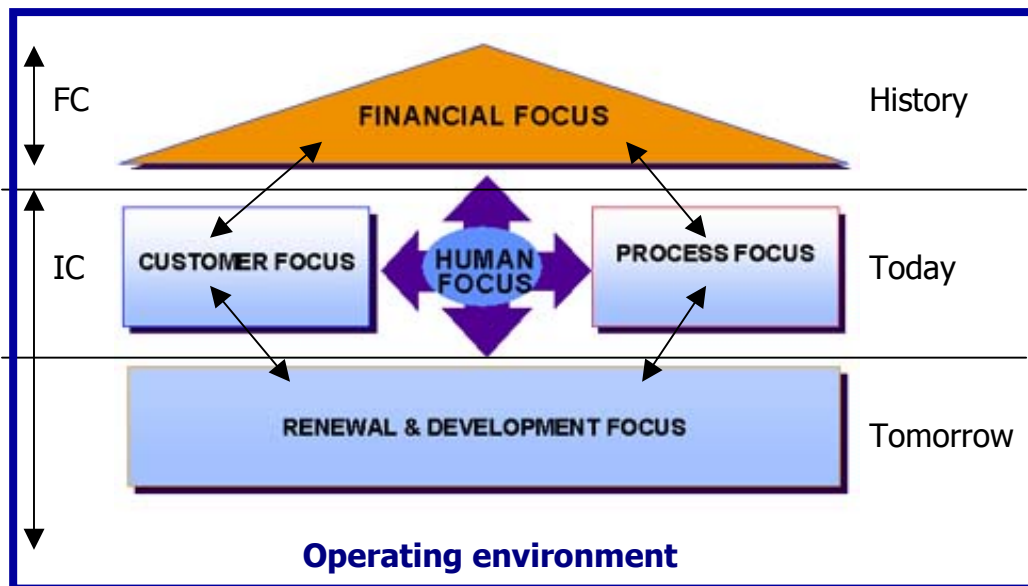 FC
FINANCIAL FOCUS
History
IC
CUSTOMER FOCUS
HUMAN
FOCUS
PROCESS FOCUS
Today
RENEWAL & DEVELOPMENT FOCUS
Tomorrow
Operating environment